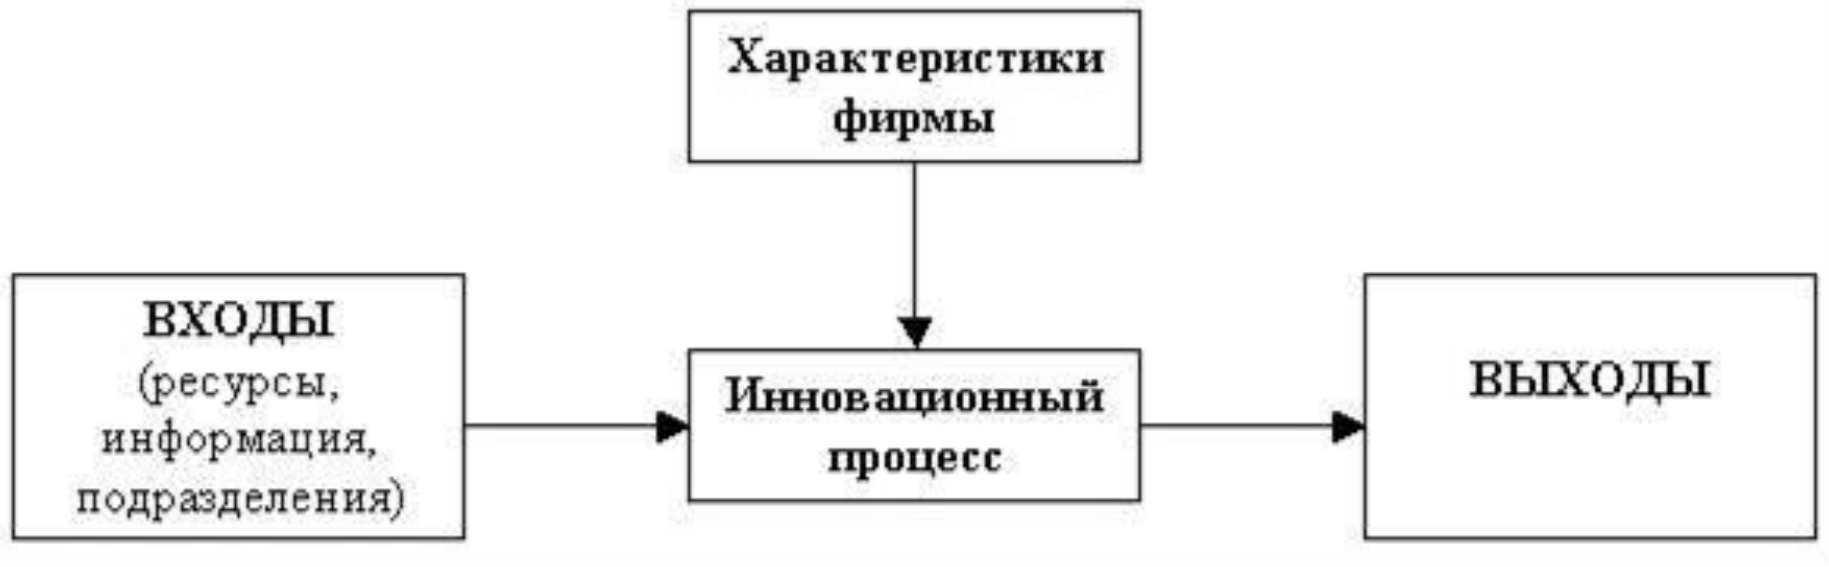 Характеристики
фирмы
ВХОДЫ
(ресурсы,
информация,
подразделения)
Инновационный
процесс
ВЫХОДЫ